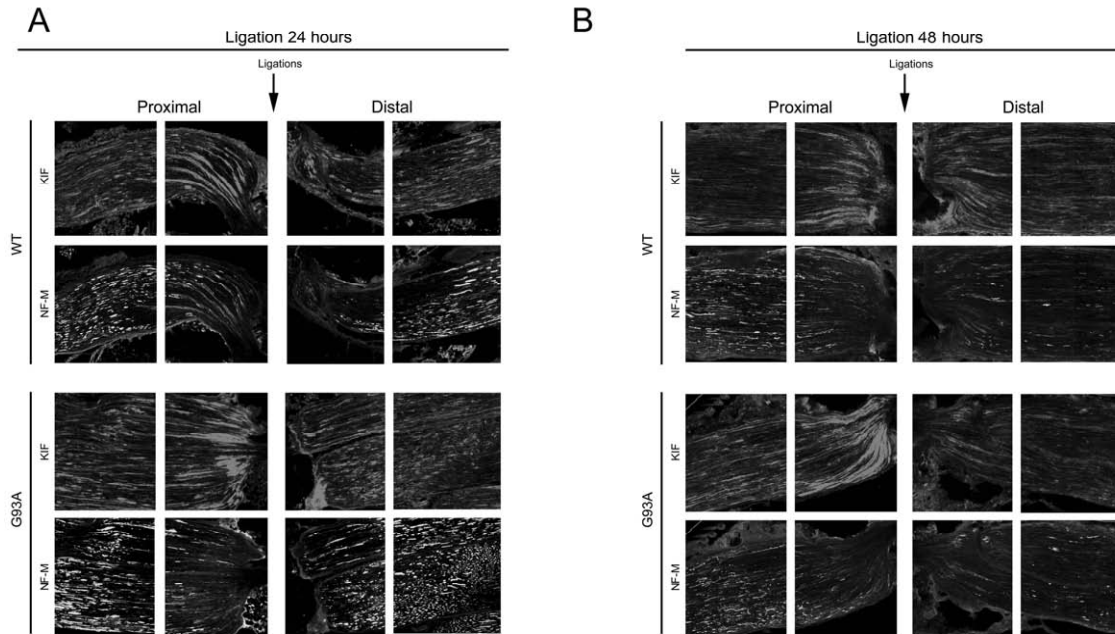 A
Ligation 24 hours
Ligations
Proximal
Distal
WT
KIF
NF-M
G93A
KIF
NF-M
B
Ligation 48 hours
Ligations
Proximal
Distal
WT
KIF
NF-M
G93A
KIF
NF-M